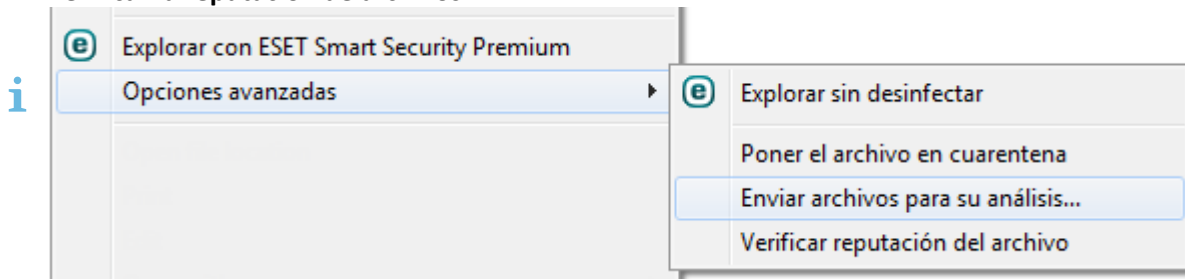 Explorar con ESET Smart Security Premium
Opciones avanzadas
Explorar sin desinfectar
Poner el archivo en cuarentena
Enviar archivos para su análisis...
Verificar reputación del archivo